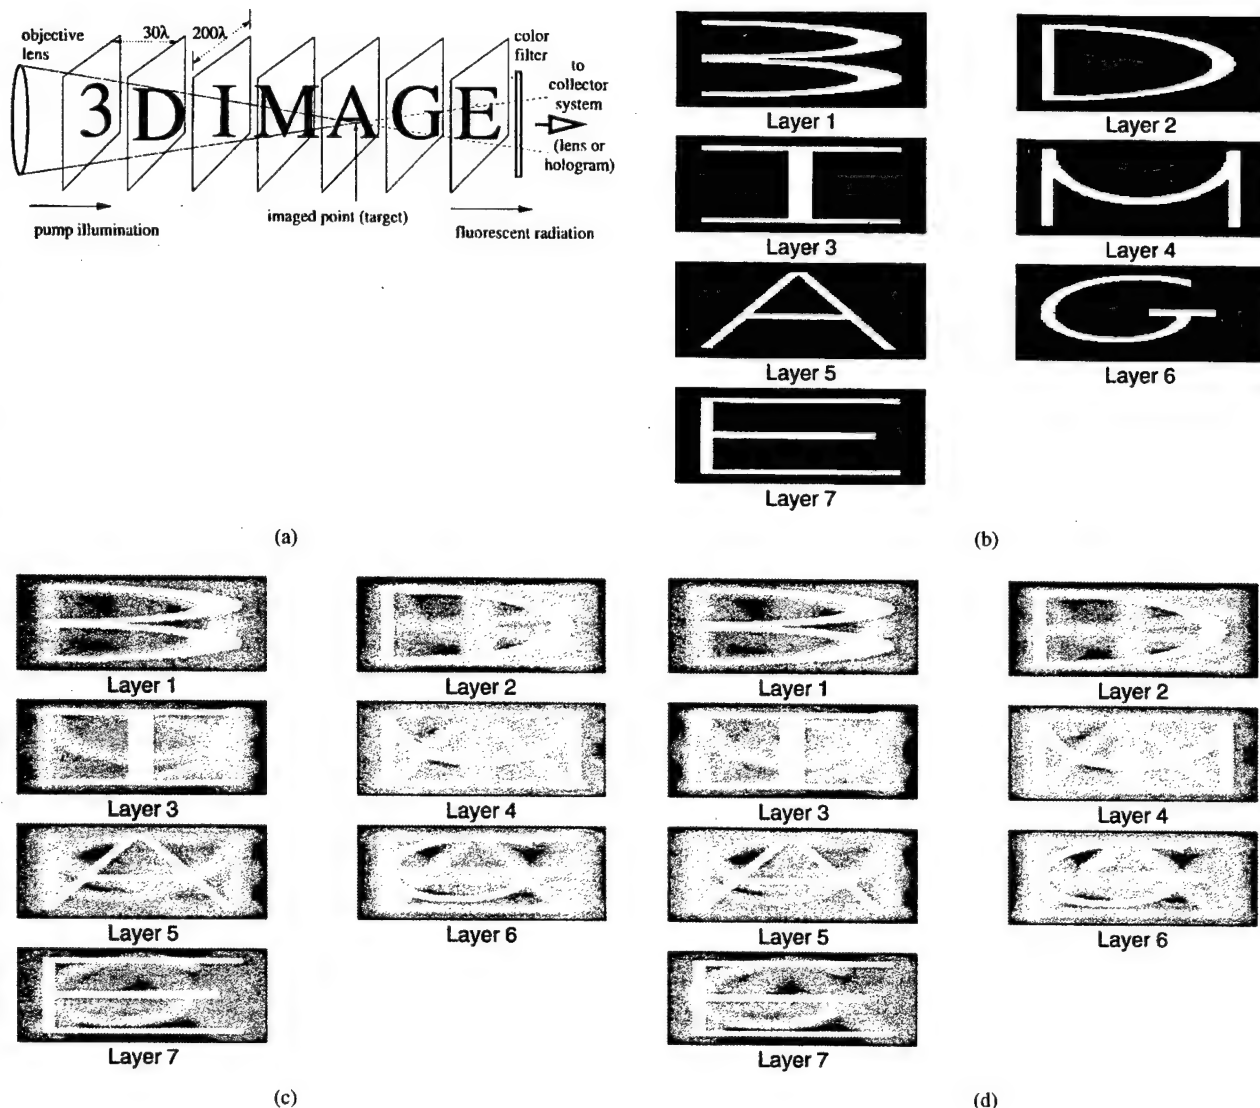 objective
lens
30λ
200λ
color
filter
to
collector
system
(lens or
hologram)
3 D I M A G E
imaged point (target)
pump illumination
fluorescent radiation
(a)
Layer 1
Layer 2
Layer 3
Layer 4
Layer 5
Layer 6
Layer 7
(b)
Layer 1
Layer 2
Layer 3
Layer 4
Layer 5
Layer 6
Layer 7
(c)
Layer 1
Layer 2
Layer 3
Layer 4
Layer 5
Layer 6
Layer 7
(d)